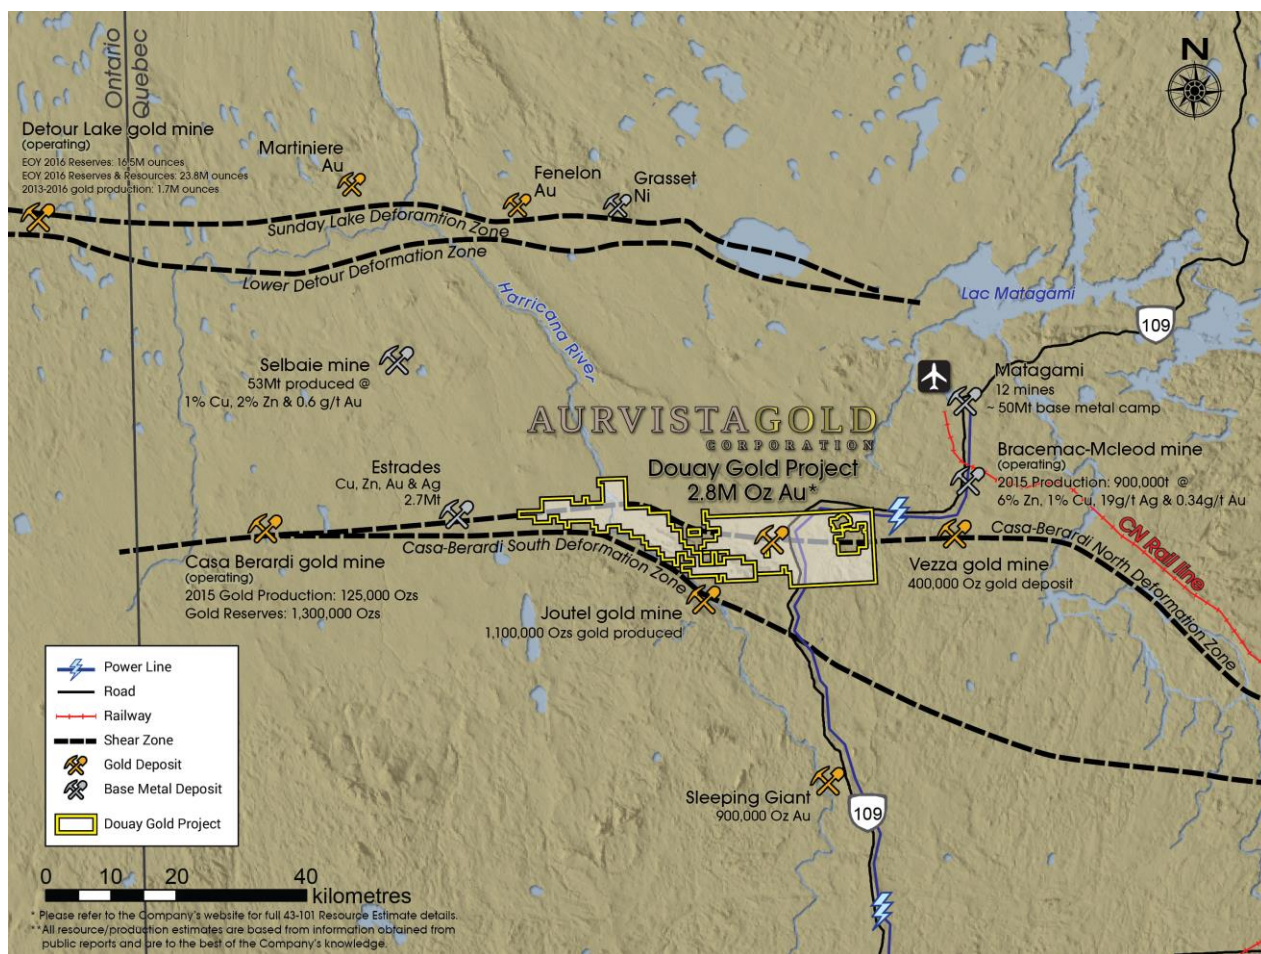 N
Ontario
Quebec
Detour Lake gold mine
(operating)
EOY 2016 Reserves: 16.5M ounces
EOY 2016 Reserves & Resources: 23.8M ounces
2013-2016 gold production: 1.7M ounces
Martiniere
Au
Fenelon
Au
Grasset
Ni
Sunday Lake Deforamtion Zone
Lower Detour Deformation Zone
Harricana River
Lac Matagami
109
Selbaie mine
53Mt produced @
1% Cu, 2% Zn & 0.6 g/t Au
Matagami
12 mines
~ 50Mt base metal camp
AURVISTAGOLD
CORPORATION
Douay Gold Project
2.8M Oz Au*
Bracemac-Mcleod mine
(operating)
2015 Production: 900,000t @
6% Zn, 1% Cu, 19g/t Ag & 0.34g/t Au
Estrades
Cu, Zn, Au & Ag
2.7Mt
CN Rail line
Casa-Berardi North Deformation Zone
Casa-Berardi South Deformation Zone
Casa Berardi gold mine
(operating)
2015 Gold Production: 125,000 Ozs
Gold Reserves: 1,300,000 Ozs
Vezza gold mine
400,000 Oz gold deposit
Joutel gold mine
1,100,000 Ozs gold produced
Sleeping Giant
900,000 Oz Au
109
Power Line
Road
Railway
Shear Zone
Gold Deposit
Base Metal Deposit
Douay Gold Project
0 10 20 40
kilometres
* Please refer to the Company's website for full 43-101 Resource Estimate details.
**All resource/production estimates are based from information obtained from
public reports and are to the best of the Company's knowledge.